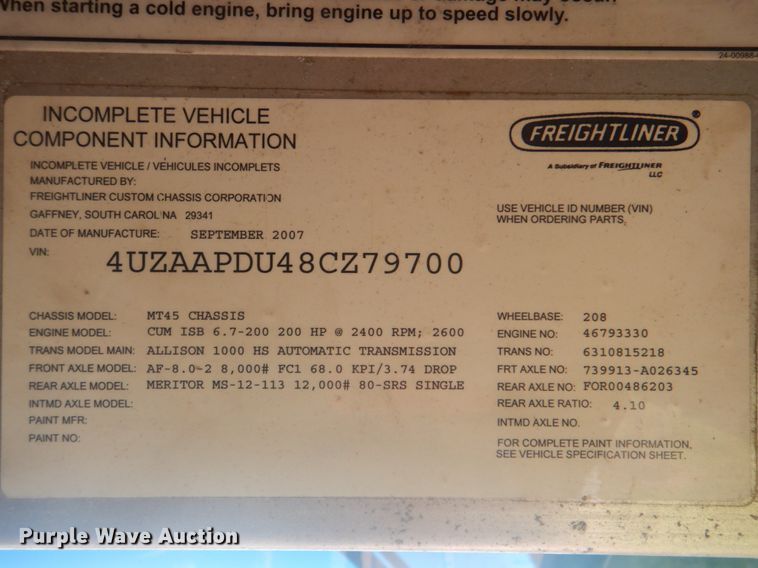 When starting a cold engine, bring engine up to speed slowly.
INCOMPLETE VEHICLE
COMPONENT INFORMATION
FREIGHTLINER ®
A Subsidiary of FREIGHTLINER
LLC
INCOMPLETE VEHICLE / VÉHICULES INCOMPLETS
MANUFACTURED BY:
FREIGHTLINER CUSTOM CHASSIS CORPORATION
GAFFNEY, SOUTH CAROLINA 29341
USE VEHICLE ID NUMBER (VIN)
WHEN ORDERING PARTS.
DATE OF MANUFACTURE: SEPTEMBER 2007
VIN: 4UZAAPDU48CZ79700
CHASSIS MODEL: MT45 CHASSIS
ENGINE MODEL: CUM ISB 6.7-200 200 HP @ 2400 RPM; 2600
TRANS MODEL MAIN: ALLISON 1000 HS AUTOMATIC TRANSMISSION
FRONT AXLE MODEL: AF-8.0-2 8,000# FC1 68.0 KPI/3.74 DROP
REAR AXLE MODEL: MERITOR MS-12-113 12,000# 80-SRS SINGLE
INTMD AXLE MODEL:
PAINT MFR:
PAINT NO:
WHEELBASE: 208
ENGINE NO: 46793330
TRANS NO: 6310815218
FRT AXLE NO: 739913-A026345
REAR AXLE NO: FOR00486203
REAR AXLE RATIO: 4.10
INTMD AXLE NO.
FOR COMPLETE PAINT INFORMATION,
SEE VEHICLE SPECIFICATION SHEET.
Purple Wave Auction